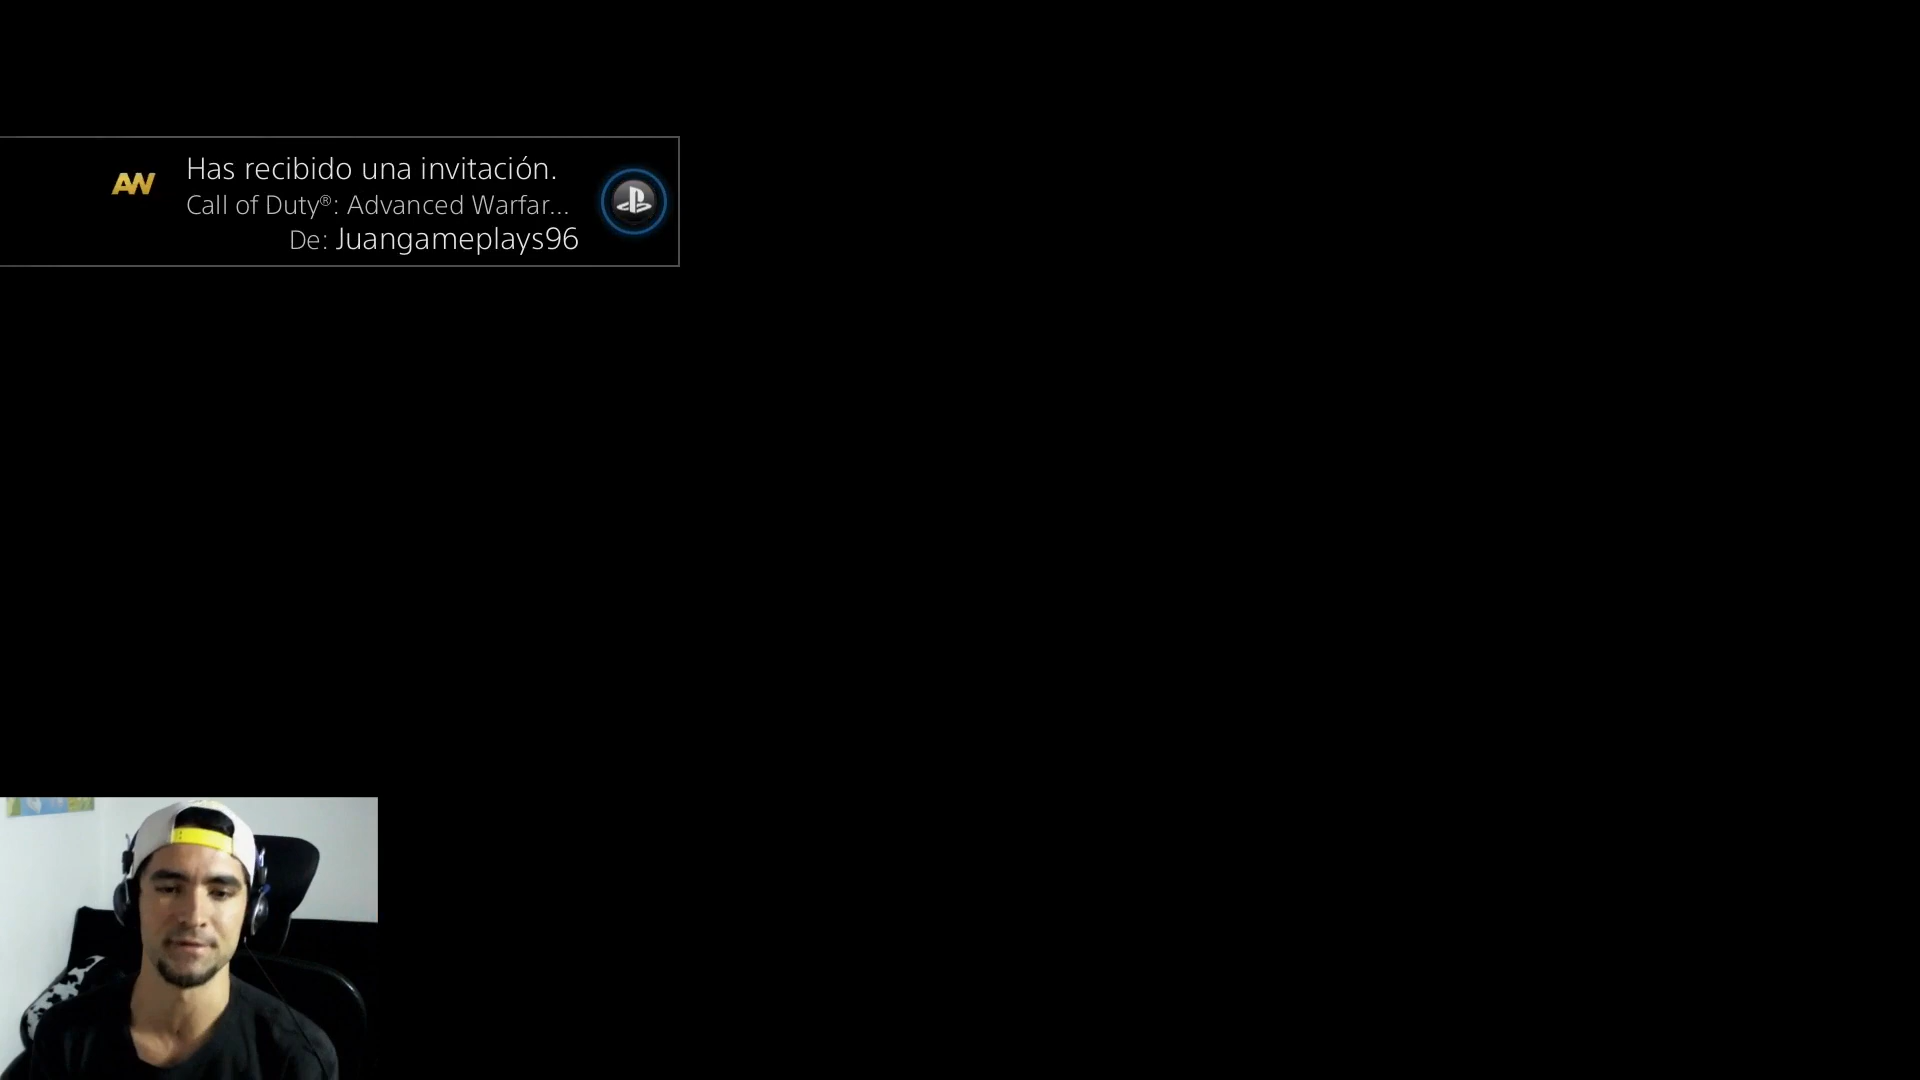 AW
Has recibido una invitación.
Call of Duty®: Advanced Warfar...
De: Juangameplays96